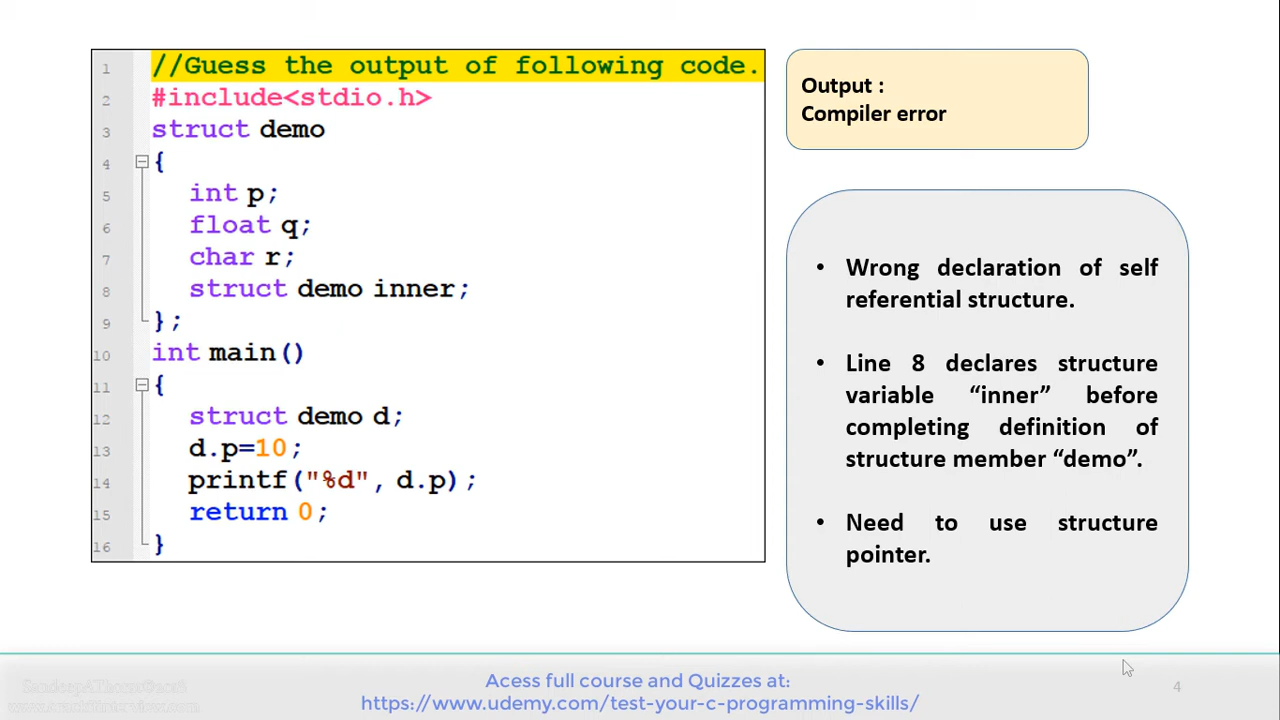 1 //Guess the output of following code.
2 #include<stdio.h>
3 struct demo
4 {
5 int p;
6 float q;
7 char r;
8 struct demo inner;
9 };
10 int main()
11 {
12 struct demo d;
13 d.p=10;
14 printf("%d", d.p);
15 return 0;
16 }
Output :
Compiler error
• Wrong declaration of self
referential structure.
• Line 8 declares structure
variable “inner” before
completing definition of
structure member “demo”.
• Need to use structure
pointer.
Acess full course and Quizzes at:
https://www.udemy.com/test-your-c-programming-skills/
4